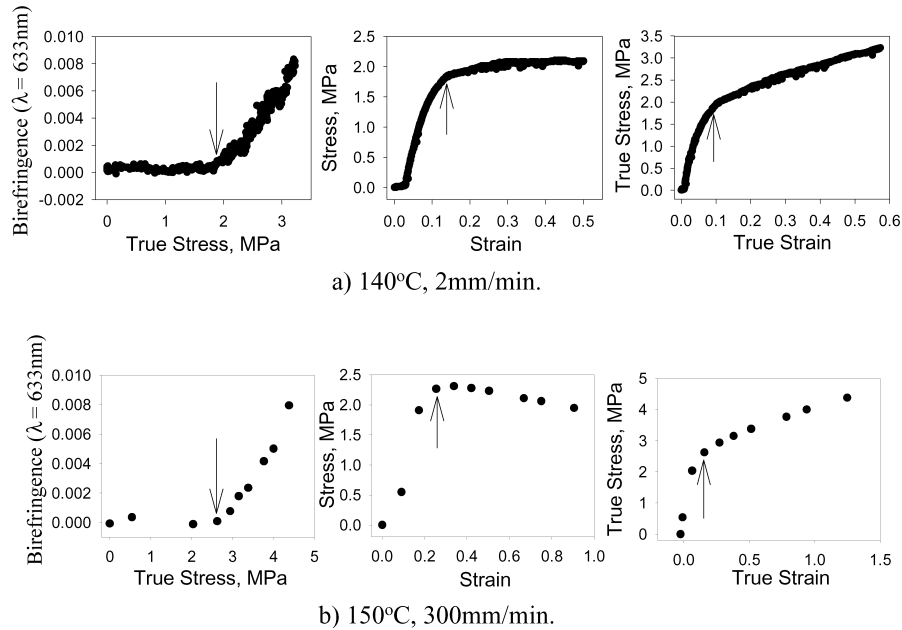 Birefringence (λ = 633nm)
0.010
0.008
0.006
0.004
0.002
0.000
-0.002
0 1 2 3
True Stress, MPa
Stress, MPa
2.5
2.0
1.5
1.0
0.5
0.0
0.0 0.1 0.2 0.3 0.4 0.5
Strain
True Stress, MPa
3.5
3.0
2.5
2.0
1.5
1.0
0.5
0.0
0.0 0.1 0.2 0.3 0.4 0.5 0.6
True Strain
a) 140°C, 2mm/min.
Birefringence (λ = 633nm)
0.010
0.008
0.006
0.004
0.002
0.000
0 1 2 3 4 5
True Stress, MPa
Stress, MPa
2.5
2.0
1.5
1.0
0.5
0.0
0.0 0.2 0.4 0.6 0.8 1.0
Strain
True Stress, MPa
5
4
3
2
1
0
0.0 0.5 1.0 1.5
True Strain
b) 150°C, 300mm/min.